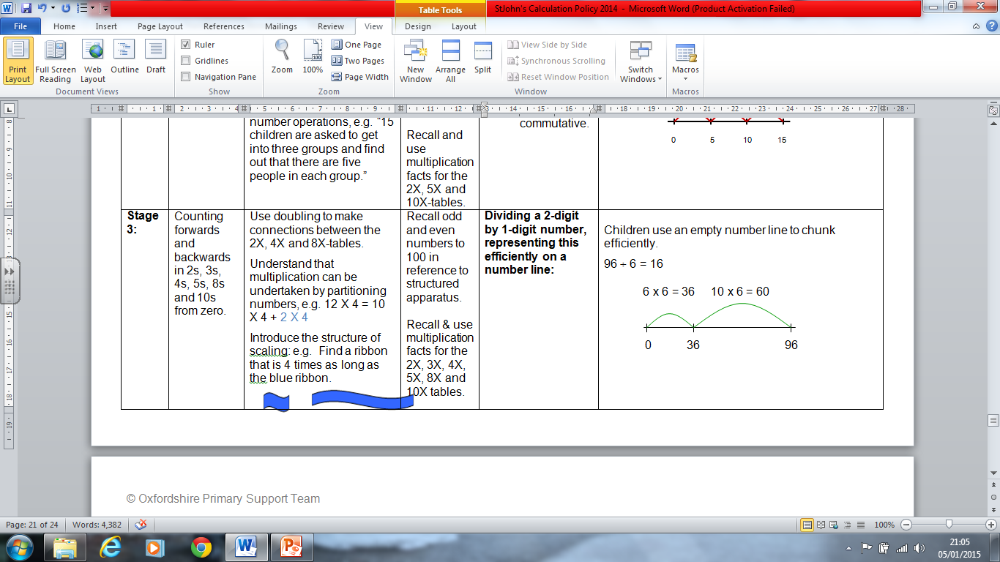 StJohn's Calculation Policy 2014 - Microsoft Word (Product Activation Failed)
Table Tools
File
Home
Insert
Page Layout
References
Mailings
Review
View
Design
Layout
Print
Layout
Full Screen
Reading
Web
Layout
Outline
Draft
Document Views
Ruler
Gridlines
Navigation Pane
Show
Zoom
100%
One Page
Two Pages
Page Width
Zoom
New
Window
Arrange
All
Split
View Side by Side
Synchronous Scrolling
Reset Window Position
Window
Switch
Windows
Macros
Macros
number operations, e.g. “15
children are asked to get
into three groups and find
out that there are five
people in each group.”
Recall and
use
multiplication
facts for the
2X, 5X and
10X-tables.
commutative.
0 5 10 15
Stage
3:
Counting
forwards
and
backwards
in 2s, 3s,
4s, 5s, 8s
and 10s
from zero.
Use doubling to make
connections between the
2X, 4X and 8X-tables.
Understand that
multiplication can be
undertaken by partitioning
numbers, e.g. 12 X 4 = 10
X 4 + 2 X 4
Introduce the structure of
scaling: e.g. Find a ribbon
that is 4 times as long as
the blue ribbon.
Recall odd
and even
numbers to
100 in
reference to
structured
apparatus.
Recall & use
multiplication
facts for the
2X, 3X, 4X,
5X, 8X and
10X tables.
Dividing a 2-digit
by 1-digit number,
representing this
efficiently on a
number line:
Children use an empty number line to chunk
efficiently.
96 ÷ 6 = 16
6 x 6 = 36 10 x 6 = 60
0 36 96
© Oxfordshire Primary Support Team
Page: 21 of 24
Words: 4,382
100%
21:05
05/01/2015